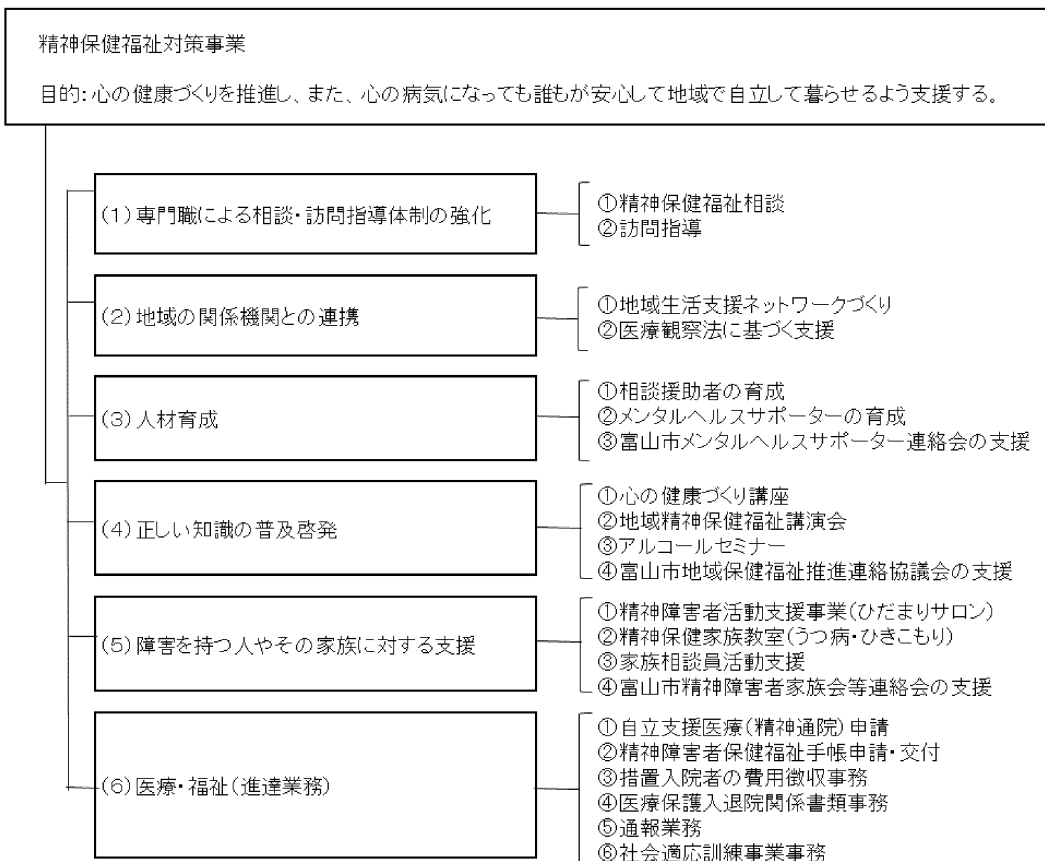 精神保健福祉対策事業
目的:心の健康づくりを推進し、また、心の病気になっても誰もが安心して地域で自立して暮らせるよう支援する。
(1)専門職による相談・訪問指導体制の強化
①精神保健福祉相談
②訪問指導
(2)地域の関係機関との連携
①地域生活支援ネットワークづくり
②医療観察法に基づく支援
(3)人材育成
①相談援助者の育成
②メンタルヘルスサポーターの育成
③富山市メンタルヘルスサポーター連絡会の支援
(4)正しい知識の普及啓発
①心の健康づくり講座
②地域精神保健福祉講演会
③アルコールセミナー
④富山市地域保健福祉推進連絡協議会の支援
(5)障害を持つ人やその家族に対する支援
①精神障害者活動支援事業(ひだまりサロン)
②精神保健家族教室(うつ病・ひきこもり)
③家族相談員活動支援
④富山市精神障害者家族会等連絡会の支援
(6)医療・福祉(進達業務)
①自立支援医療(精神通院)申請
②精神障害者保健福祉手帳申請・交付
③措置入院者の費用徴収事務
④医療保護入退院関係書類事務
⑤通報業務
⑥社会適応訓練事業事務